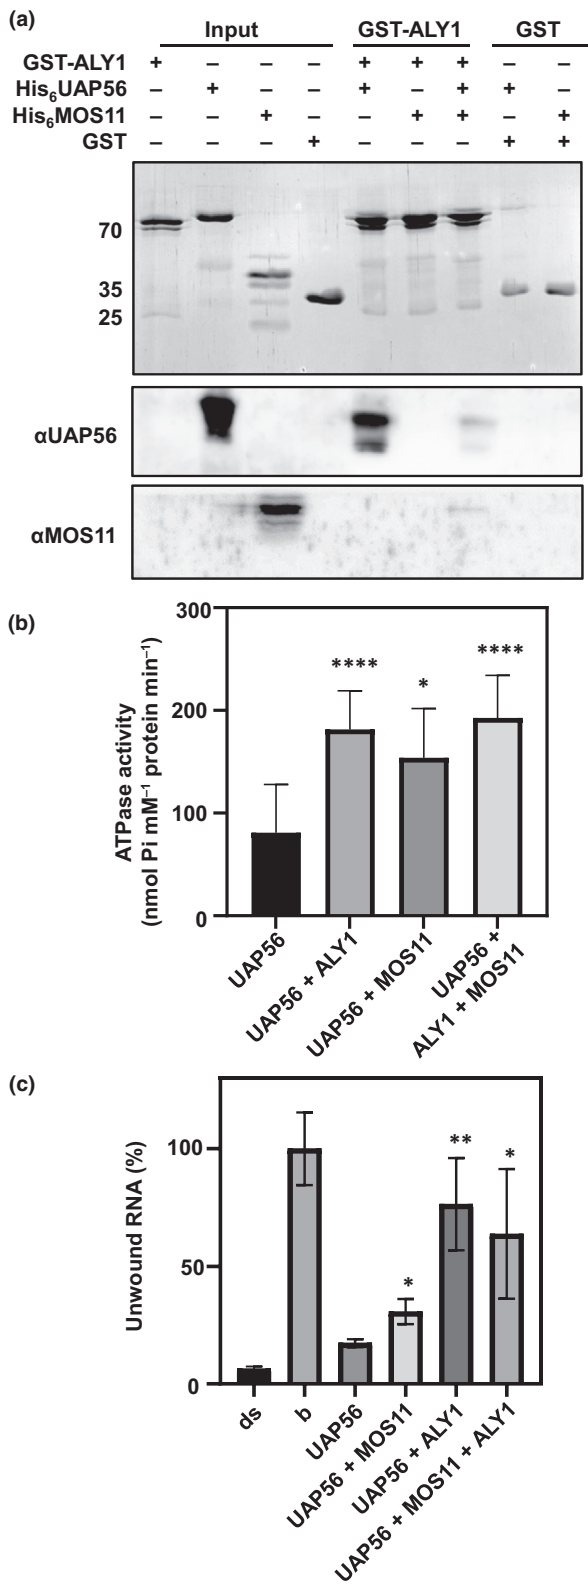 (a)
Input GST-ALY1 GST
GST-ALY1 + – – – + + + – –
His₆UAP56 – + – – + – + + –
His₆MOS11 – – + – – + + – +
GST – – – + – – – + +
70
35
25
αUAP56
αMOS11
(b)
ATPase activity
(nmol Pi mM⁻¹ protein min⁻¹)
300
200
100
0
****
*
****
UAP56
UAP56 + ALY1
UAP56 + MOS11
UAP56 +
ALY1 + MOS11
(c)
Unwound RNA (%)
100
50
0
*
**
*
ds
b
UAP56
UAP56 + MOS11
UAP56 + ALY1
UAP56 + MOS11 + ALY1